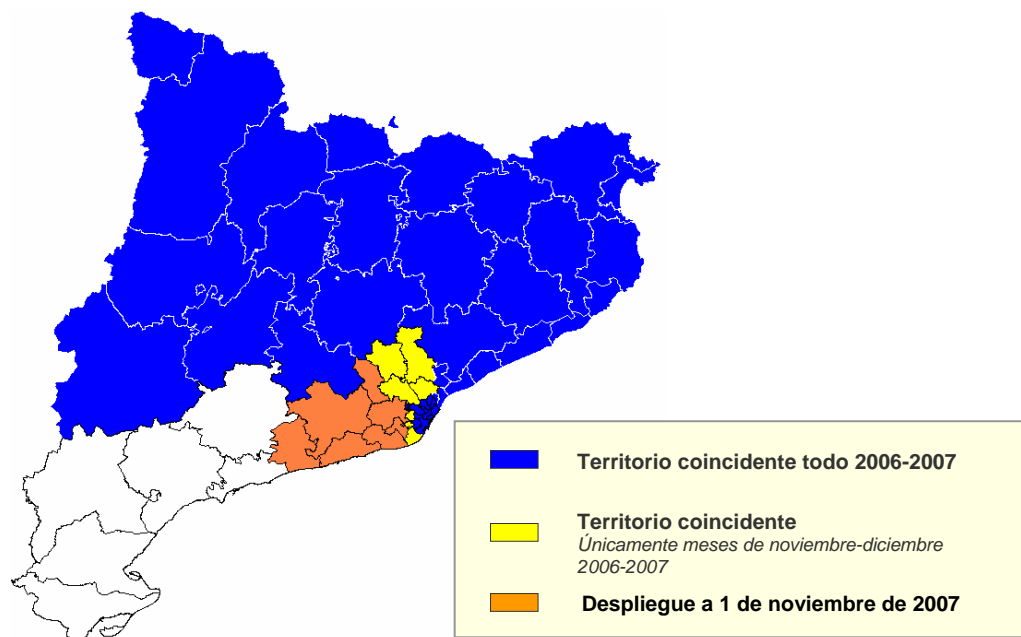 Territorio coincidente todo 2006-2007
Territorio coincidente
Únicamente meses de noviembre-diciembre
2006-2007
Despliegue a 1 de noviembre de 2007